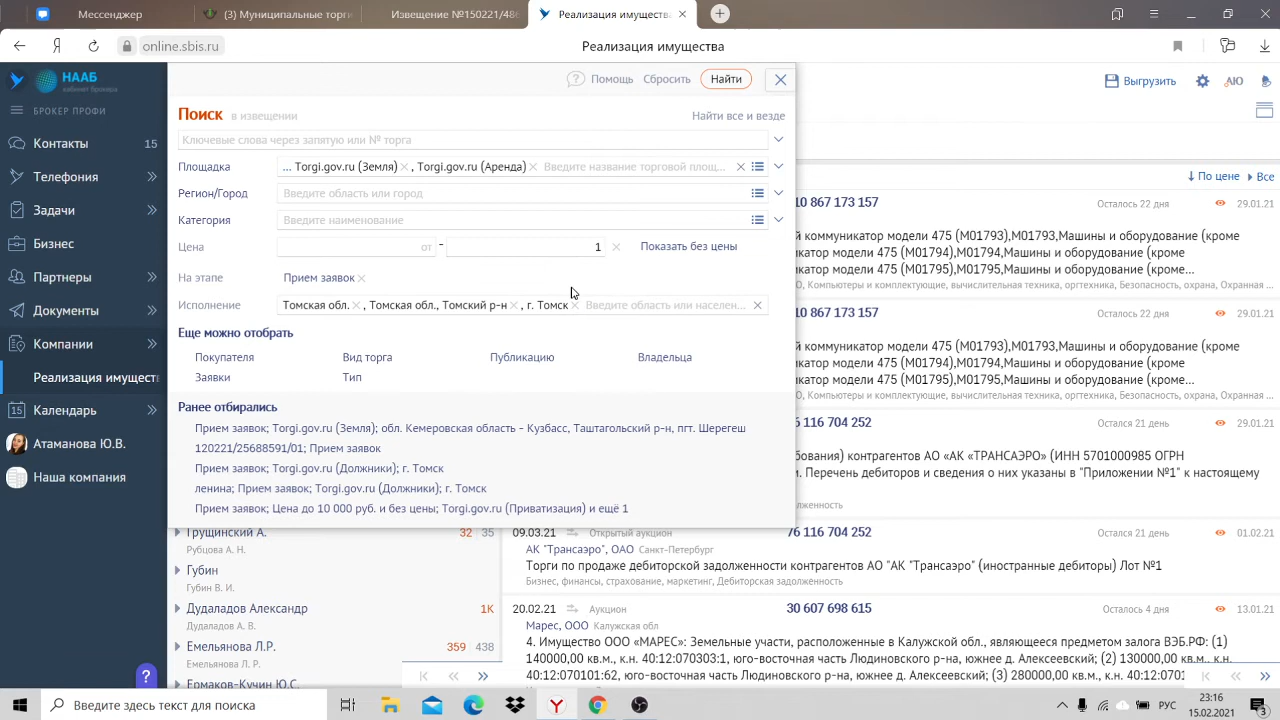 Мессенджер
(3) Муниципальные торг
Извещение №150221/486
Реализация имуществ
online.sbis.ru
Реализация имущества
НААБ
кабинет брокера
БРОКЕР ПРОФИ
Контакты 15
Телефония
Задачи
Бизнес
Партнеры
Документы
Компании
Реализация имущест
15 Календарь
Атаманова Ю.В.
Наша компания
?
? Помощь Сбросить Найти
Поиск в извещении Найти все и везде
Ключевые слова через запятую или № торга
Площадка ... Torgi.gov.ru (Земля) , Torgi.gov.ru (Аренда) Введите название торговой площ...
Регион/Город Введите область или город
Категория Введите наименование
Цена от - 1 Показать без цены
На этапе Прием заявок
Исполнение Томская обл. , Томская обл., Томский р-н , г. Томск Введите область или населен...
Еще можно отобрать
Покупателя Вид торга Публикацию Владельца
Заявки Тип
Ранее отбирались
Прием заявок; Torgi.gov.ru (Земля); обл. Кемеровская область - Кузбасс, Таштагольский р-н, пгт. Шерегеш
120221/25688591/01; Прием заявок
Прием заявок; Torgi.gov.ru (Должники); г. Томск
ленина; Прием заявок; Torgi.gov.ru (Должники); г. Томск
Прием заявок; Цена до 10 000 руб. и без цены; Torgi.gov.ru (Приватизация) и ещё 1
Грущинский А. 32 35
Рубцова А. Н.
Губин
Губин В. И.
Дудаладов Александр 1К
Дудаладов А. В.
Емельянова Л.Р. 359 438
Емельянова Л. Р.
Ермаков-Кучин Ю.С.
Выгрузить АЮ
По цене Все
10 867 173 157 Осталось 22 дня 29.01.21
й коммуникатор модели 475 (М01793),М01793,Машины и оборудование (кроме
икатор модели 475 (М01794),М01794,Машины и оборудование (кроме
икатор модели 475 (М01795),М01795,Машины и оборудование (кроме...
О, Компьютеры и комплектующие, вычислительная техника, оргтехника, Безопасность, охрана, Охранная ...
10 867 173 157 Осталось 22 дня 29.01.21
й коммуникатор модели 475 (М01793),М01793,Машины и оборудование (кроме
икатор модели 475 (М01794),М01794,Машины и оборудование (кроме
икатор модели 475 (М01795),М01795,Машины и оборудование (кроме...
О, Компьютеры и комплектующие, вычислительная техника, оргтехника, Безопасность, охрана, Охранная ...
76 116 704 252 Остался 21 день 29.01.21
бования) контрагентов АО «АК «ТРАНСАЭРО» (ИНН 5701000985 ОГРН
. Перечень дебиторов и сведения о них указаны в "Приложении №1" к настоящему
лженность
09.03.21 Открытый аукцион 76 116 704 252 Остался 21 день 01.02.21
АК "Трансаэро", ОАО Санкт-Петербург
Торги по продаже дебиторской задолженности контрагентов АО "АК "Трансаэро" (иностранные дебиторы) Лот №1
Бизнес, финансы, страхование, маркетинг, Дебиторская задолженность
20.02.21 Аукцион 30 607 698 615 Осталось 4 дня 13.01.21
Марес, ООО Калужская обл
4. Имущество ООО «МАРЕС»: Земельные участи, расположенные в Калужской обл., являющееся предметом залога ВЭБ.РФ: (1)
140000,00 кв.м., к.н. 40:12:070303:1, юго-восточная часть Людиновского р-на, южнее д. Алексеевский; (2) 130000,00 кв.м., к.н.
40:12:070101:62, юго-восточная часть Людиновского р-на, южнее д. Алексеевский; (3) 280000,00 кв.м., к.н. 40:12:070
Введите здесь текст для поиска
РУС
23:16
15.02.2021
3